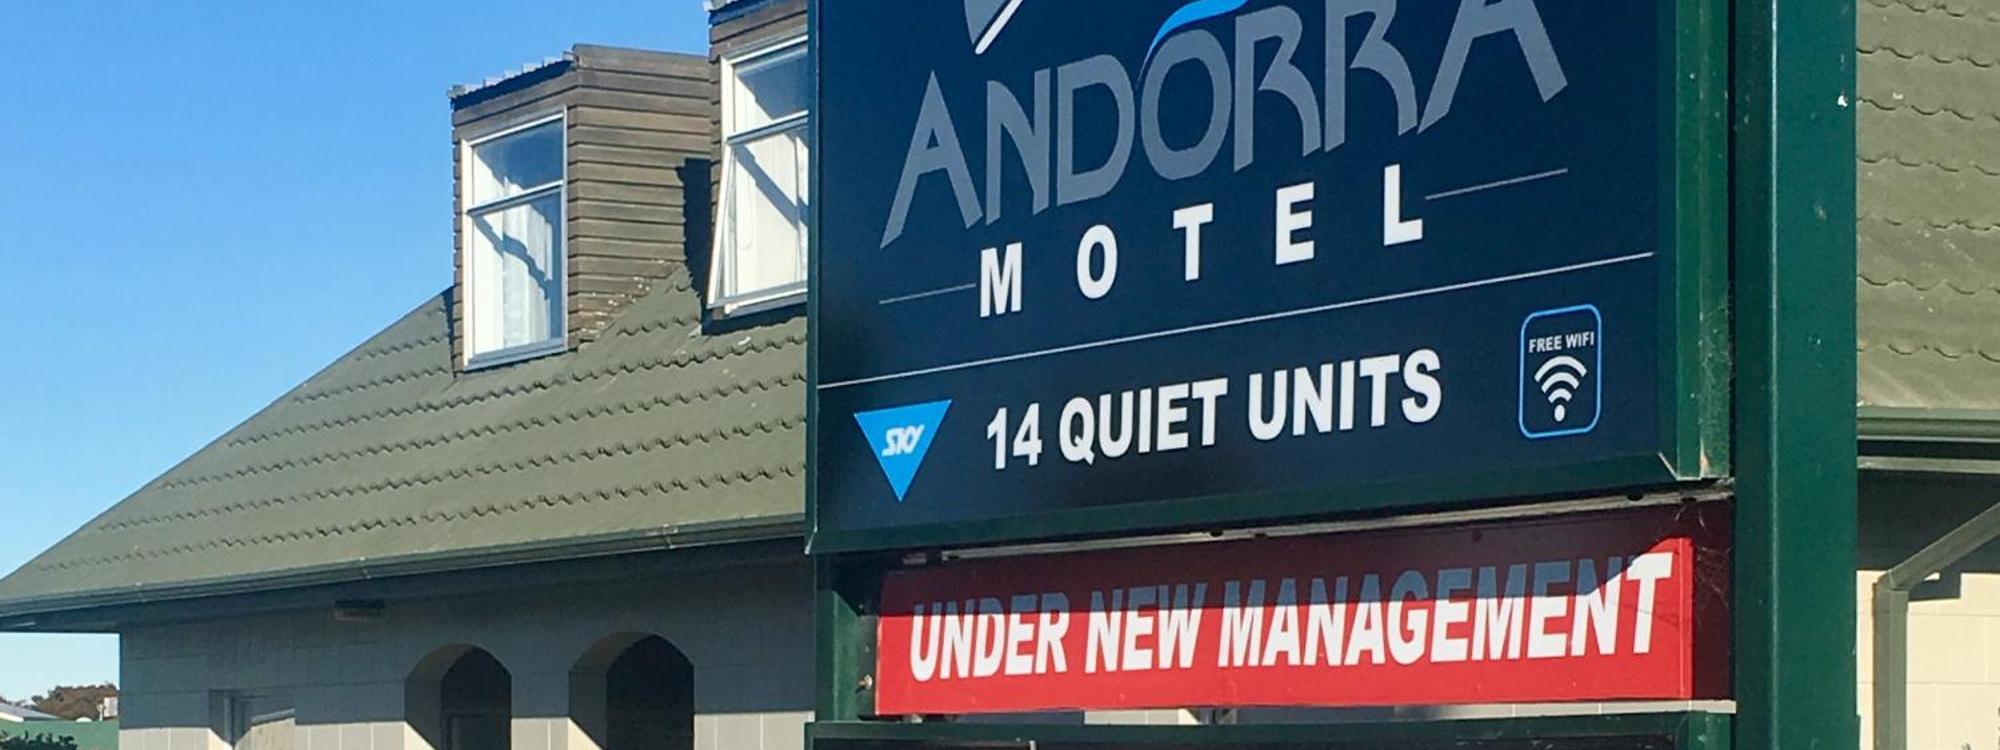 ANDORRA
MOTEL
FREE WIFI
SKY
14 QUIET UNITS
UNDER NEW MANAGEMENT